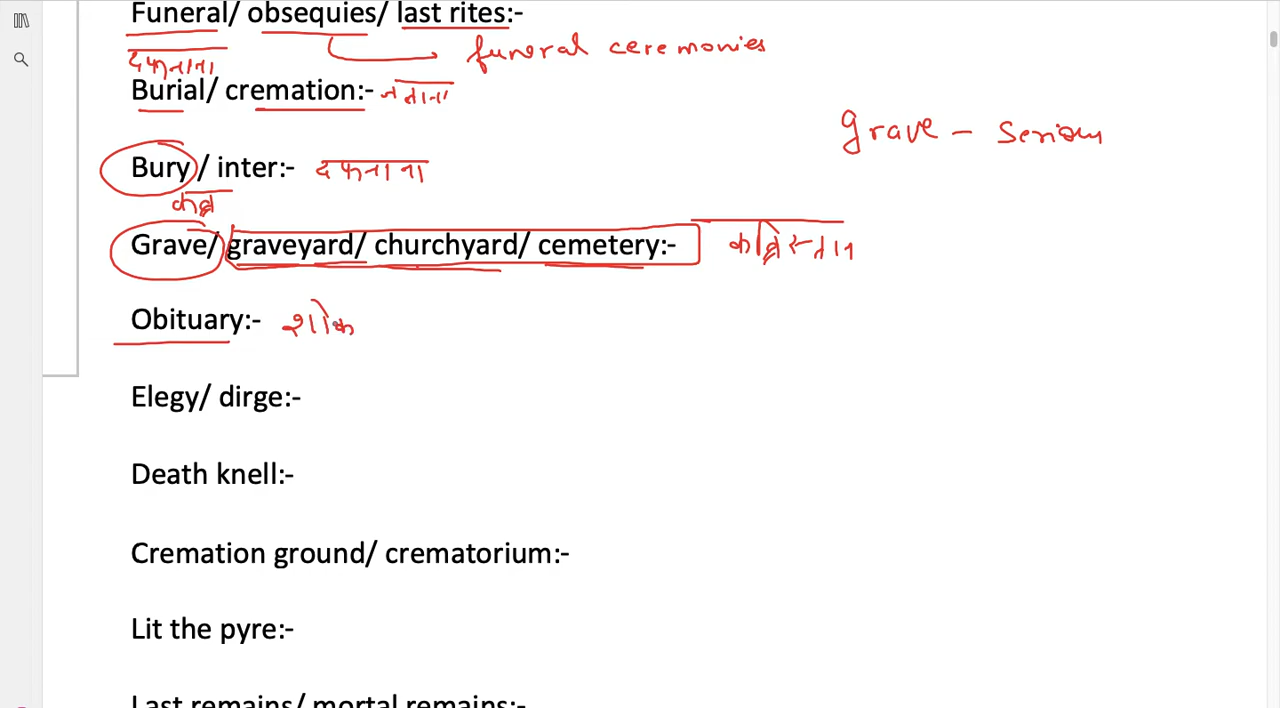 Funeral/ obsequies/ last rites:-
funeral ceremonies
दफनाना
Burial/ cremation:-
grave - serious
Bury/ inter:- दफनाना
कब्र
Grave/ graveyard/ churchyard/ cemetery:- कब्रिस्तान
Obituary:- शोक
Elegy/ dirge:-
Death knell:-
Cremation ground/ crematorium:-
Lit the pyre:-
Last remains/ mortal remains:-